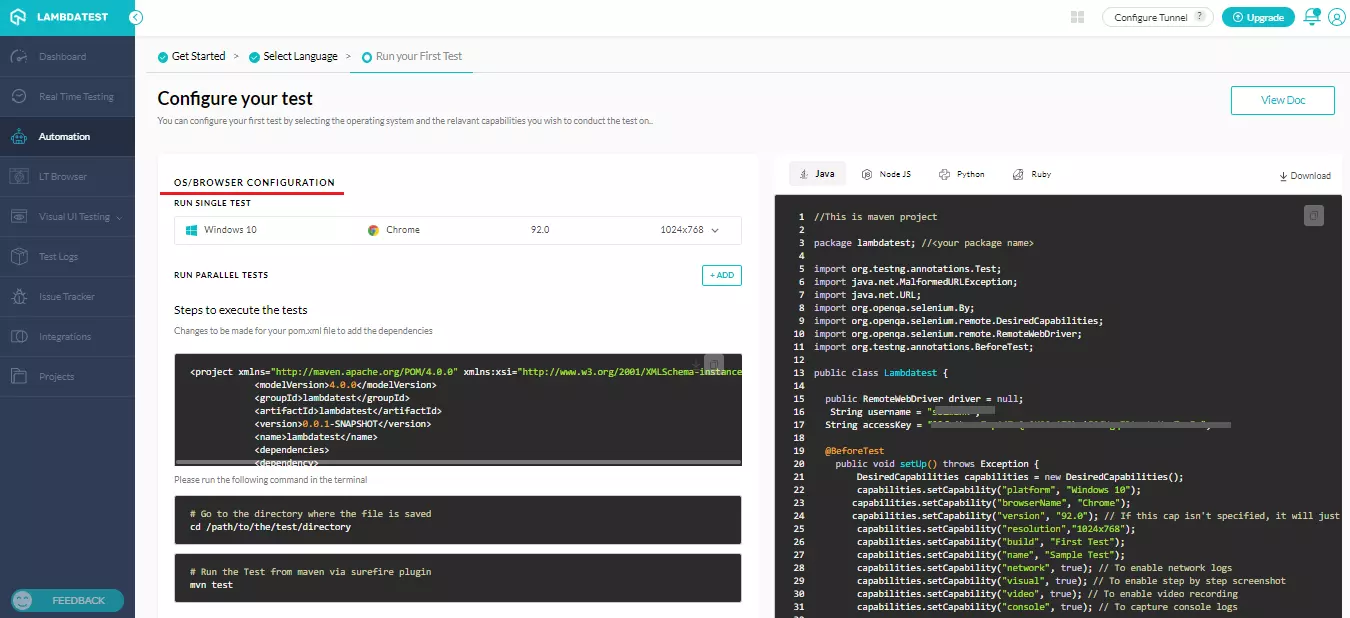 LAMBDATEST
Configure Tunnel ?
Upgrade
Dashboard
Real Time Testing
Automation
LT Browser
Visual UI Testing
Test Logs
Issue Tracker
Integrations
Projects
FEEDBACK
Get Started > Select Language > Run your First Test
Configure your test
View Doc
You can configure your first test by selecting the operating system and the relavant capabilities you wish to conduct the test on..
OS/BROWSER CONFIGURATION
RUN SINGLE TEST
Windows 10 Chrome 92.0 1024x768
RUN PARALLEL TESTS
+ ADD
Steps to execute the tests
Changes to be made for your pom.xml file to add the dependencies
<project xmlns="http://maven.apache.org/POM/4.0.0" xmlns:xsi="http://www.w3.org/2001/XMLSchema-instance
<modelVersion>4.0.0</modelVersion>
<groupId>lambdatest</groupId>
<artifactId>lambdatest</artifactId>
<version>0.0.1-SNAPSHOT</version>
<name>lambdatest</name>
<dependencies>
<dependency>
Please run the following command in the terminal
# Go to the directory where the file is saved
cd /path/to/the/test/directory
# Run the Test from maven via surefire plugin
mvn test
Java Node JS Python Ruby
Download
1 //This is maven project
2
3 package lambdatest; //<your package name>
4
5 import org.testng.annotations.Test;
6 import java.net.MalformedURLException;
7 import java.net.URL;
8 import org.openqa.selenium.By;
9 import org.openqa.selenium.remote.DesiredCapabilities;
10 import org.openqa.selenium.remote.RemoteWebDriver;
11 import org.testng.annotations.BeforeTest;
12
13 public class Lambdatest {
14
15 public RemoteWebDriver driver = null;
16 String username = "
17 String accessKey = "
18
19 @BeforeTest
20 public void setUp() throws Exception {
21 DesiredCapabilities capabilities = new DesiredCapabilities();
22 capabilities.setCapability("platform", "Windows 10");
23 capabilities.setCapability("browserName", "Chrome");
24 capabilities.setCapability("version", "92.0"); // If this cap isn't specified, it will just
25 capabilities.setCapability("resolution","1024x768");
26 capabilities.setCapability("build", "First Test");
27 capabilities.setCapability("name", "Sample Test");
28 capabilities.setCapability("network", true); // To enable network logs
29 capabilities.setCapability("visual", true); // To enable step by step screenshot
30 capabilities.setCapability("video", true); // To enable video recording
31 capabilities.setCapability("console", true); // To capture console logs